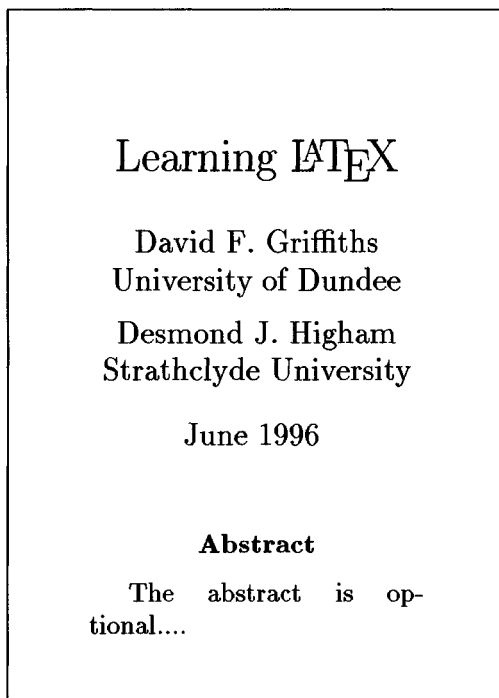 Learning LATEX
David F. Griffiths
University of Dundee
Desmond J. Higham
Strathclyde University
June 1996
Abstract
The abstract is op-
tional....